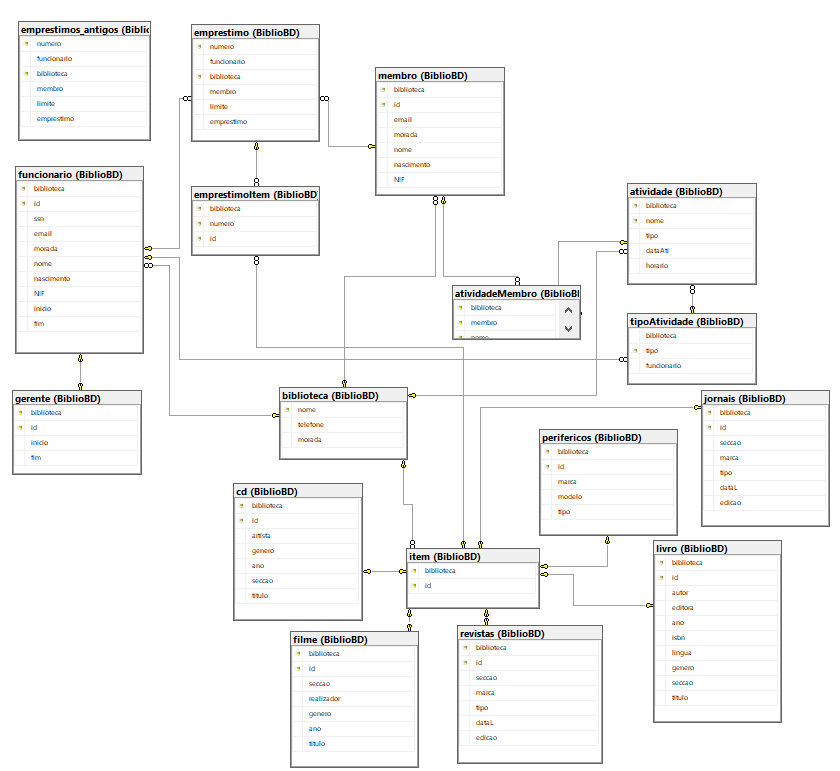 emprestimos_antigos (Biblic
numero
funcionario
biblioteca
membro
limite
emprestimo
emprestimo (BiblioBD)
numero
funcionario
biblioteca
membro
limite
emprestimo
membro (BiblioBD)
biblioteca
id
email
morada
nome
nascimento
NIF
funcionario (BiblioBD)
biblioteca
id
ssn
email
morada
nome
nascimento
NIF
inicio
fim
emprestimoItem (BiblioBD)
biblioteca
numero
id
atividade (BiblioBD)
biblioteca
nome
tipo
dataAti
horario
atividadeMembro (BiblioBD
biblioteca
membro
nome
tipoAtividade (BiblioBD)
biblioteca
tipo
funcionario
gerente (BiblioBD)
biblioteca
id
inicio
fim
biblioteca (BiblioBD)
nome
telefone
morada
jornais (BiblioBD)
biblioteca
id
seccao
marca
tipo
dataL
edicao
perifericos (BiblioBD)
biblioteca
id
marca
modelo
tipo
cd (BiblioBD)
biblioteca
id
artista
genero
ano
seccao
titulo
item (BiblioBD)
biblioteca
id
livro (BiblioBD)
biblioteca
id
autor
editora
ano
isbn
lingua
genero
seccao
titulo
filme (BiblioBD)
biblioteca
id
seccao
realizador
genero
ano
titulo
revistas (BiblioBD)
biblioteca
id
seccao
marca
tipo
dataL
edicao